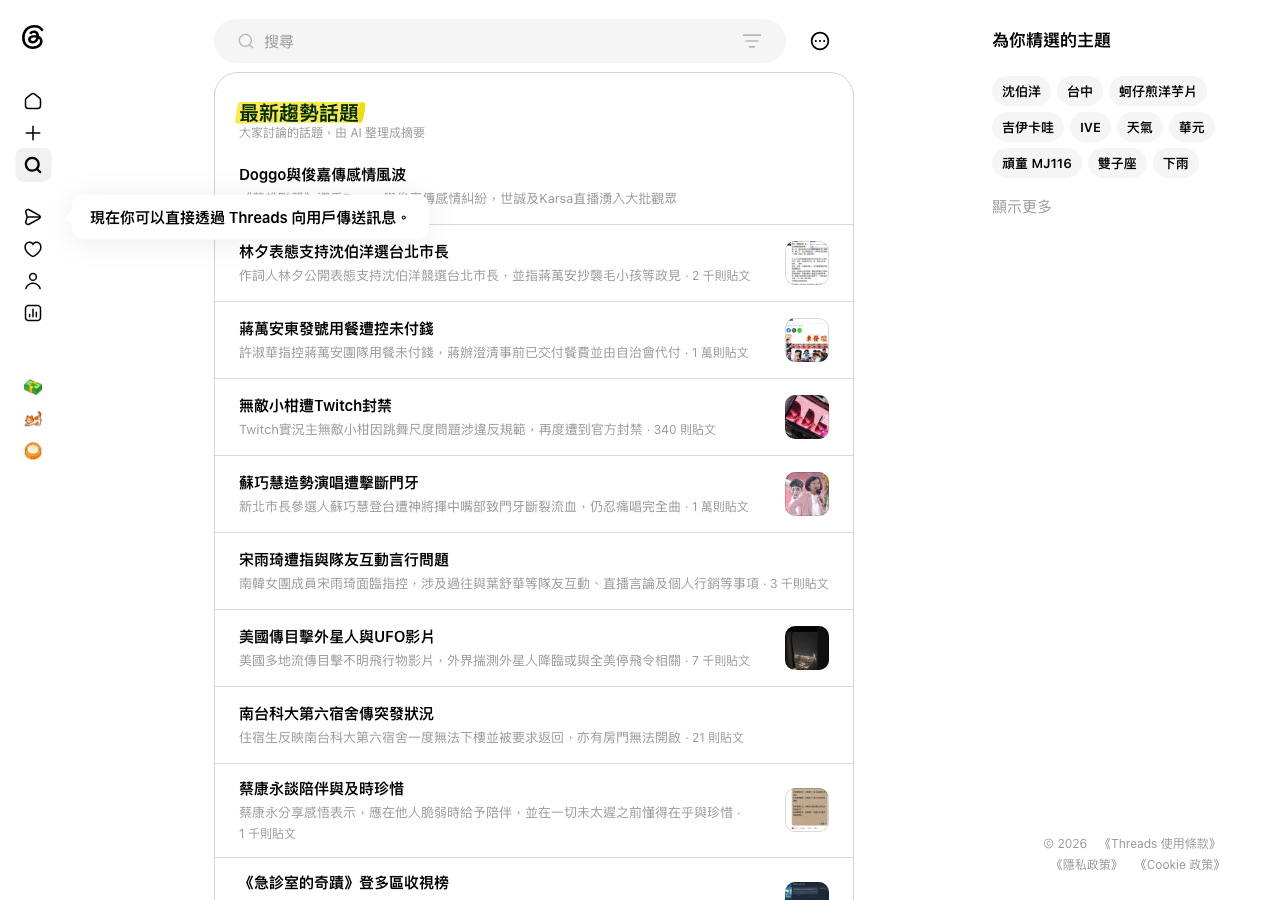 搜尋
最新趨勢話題
大家討論的話題，由 AI 整理成摘要
Doggo與俊嘉傳感情風波
與俊嘉傳感情糾紛，世誠及Karsa直播湧入大批觀眾
現在你可以直接透過 Threads 向用戶傳送訊息。
林夕表態支持沈伯洋選台北市長
作詞人林夕公開表態支持沈伯洋競選台北市長，並指蔣萬安抄襲毛小孩等政見 · 2 千則貼文
蔣萬安東發號用餐遭控未付錢
許淑華指控蔣萬安團隊用餐未付錢，蔣辦澄清事前已交付餐費並由自治會代付 · 1 萬則貼文
無敵小柑遭Twitch封禁
Twitch實況主無敵小柑因跳舞尺度問題涉違反規範，再度遭到官方封禁 · 340 則貼文
蘇巧慧造勢演唱遭擊斷門牙
新北市長參選人蘇巧慧登台遭神將揮中嘴部致門牙斷裂流血，仍忍痛唱完全曲 · 1 萬則貼文
宋雨琦遭指與隊友互動言行問題
南韓女團成員宋雨琦面臨指控，涉及過往與葉舒華等隊友互動、直播言論及個人行銷等事項 · 3 千則貼文
美國傳目擊外星人與UFO影片
美國多地流傳目擊不明飛行物影片，外界揣測外星人降臨或與全美停飛令相關 · 7 千則貼文
南台科大第六宿舍傳突發狀況
住宿生反映南台科大第六宿舍一度無法下樓並被要求返回，亦有房門無法開啟 · 21 則貼文
蔡康永談陪伴與及時珍惜
蔡康永分享感悟表示，應在他人脆弱時給予陪伴，並在一切未太遲之前懂得在乎與珍惜 ·
1 千則貼文
《急診室的奇蹟》登多區收視榜
為你精選的主題
沈伯洋 台中 蚵仔煎洋芋片
吉伊卡哇 IVE 天氣 華元
頑童 MJ116 雙子座 下雨
顯示更多
© 2026 《Threads 使用條款》
《隱私政策》 《Cookie 政策》